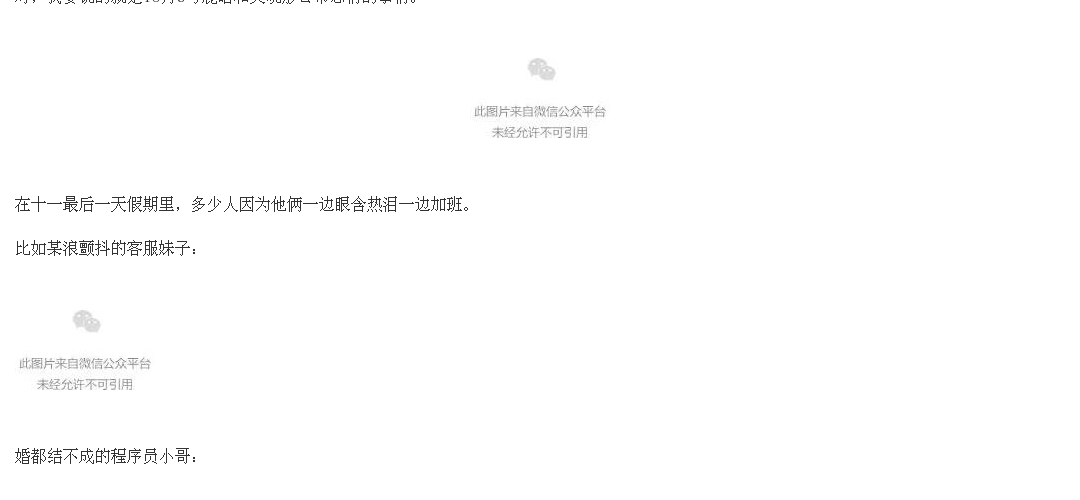 此图片来自微信公众平台
未经允许不可引用
在十一最后一天假期里，多少人因为他俩一边眼含热泪一边加班。
比如某浪颤抖的客服妹子：
此图片来自微信公众平台
未经允许不可引用
婚都结不成的程序员小哥：